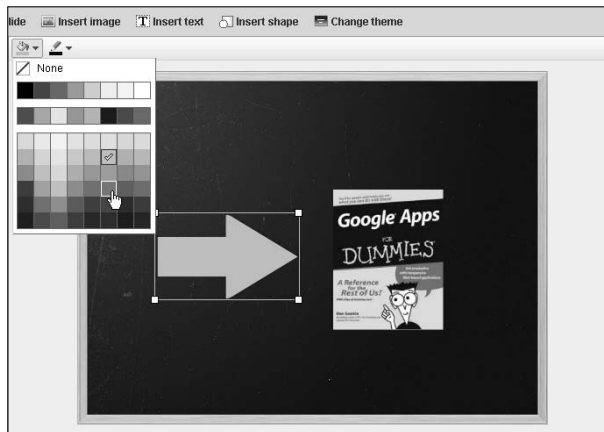 lide Insert image Insert text Insert shape Change theme
None
Google Apps
FOR
DUMMIES
A Reference
for the
Rest of Us!